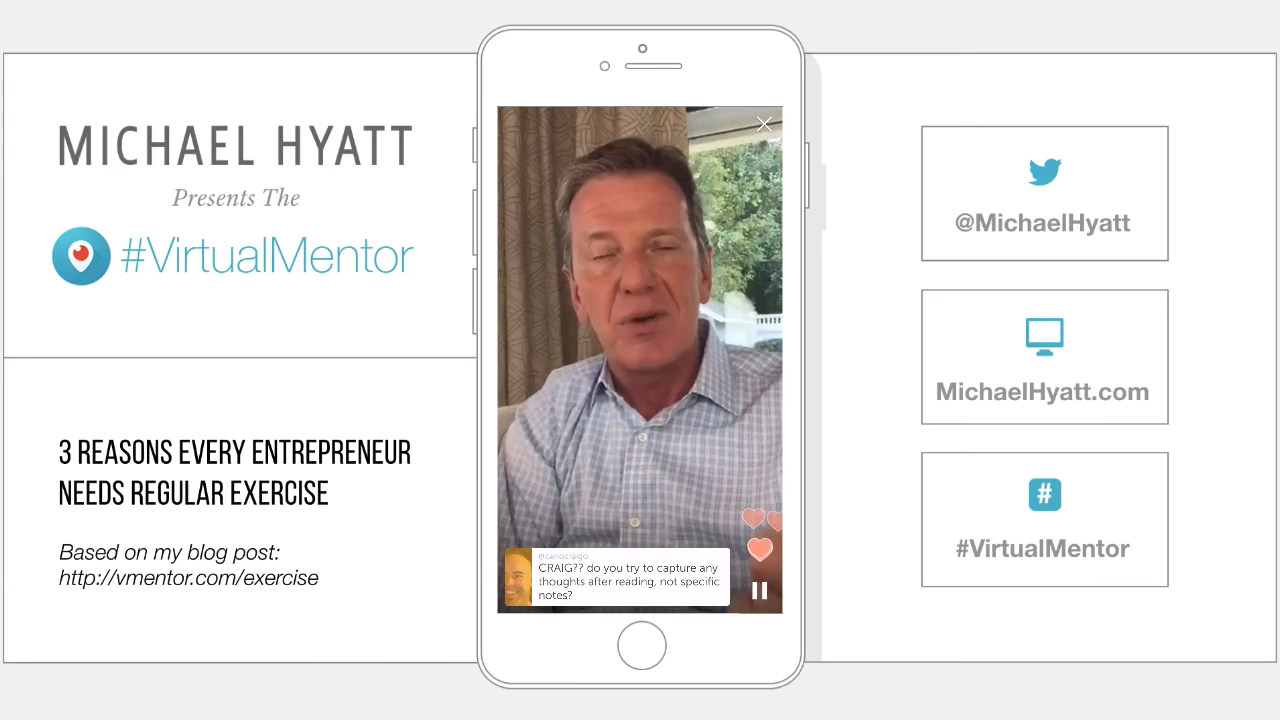 MICHAEL HYATT
Presents The
#VirtualMentor
3 REASONS EVERY ENTREPRENEUR
NEEDS REGULAR EXERCISE
Based on my blog post:
http://vmentor.com/exercise
@cariocraigo
CRAIG?? do you try to capture any
thoughts after reading, not specific
notes?
@MichaelHyatt
MichaelHyatt.com
#
#VirtualMentor